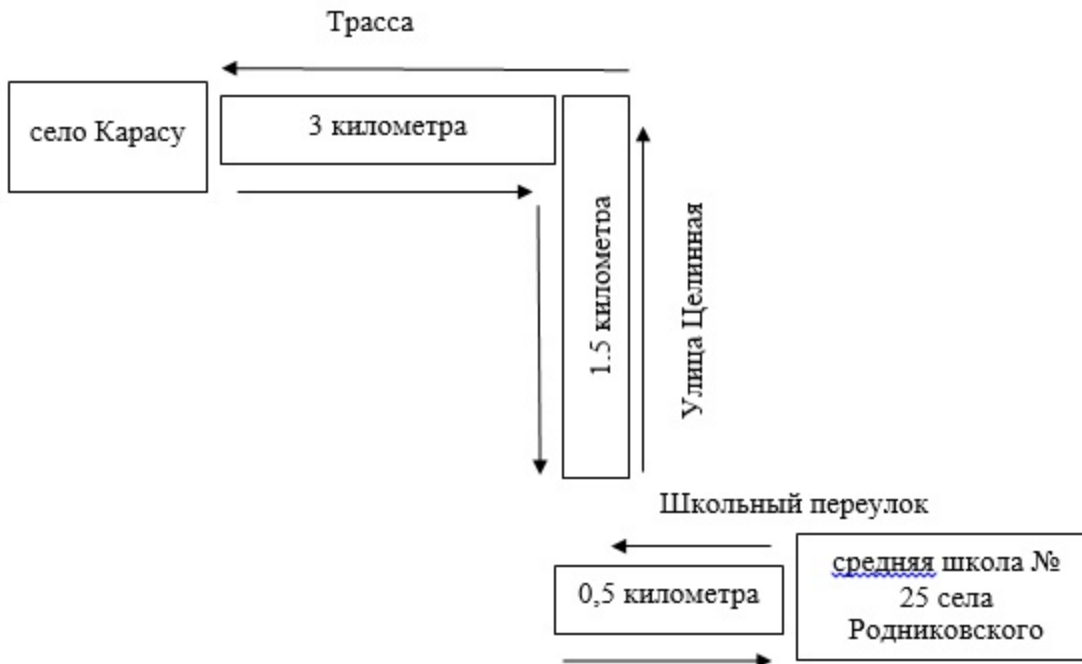 Трасса
село Карасу
3 километра
1.5 километра
Улица Целинная
Школьный переулок
0,5 километра
средняя школа №
25 села
Родниковского